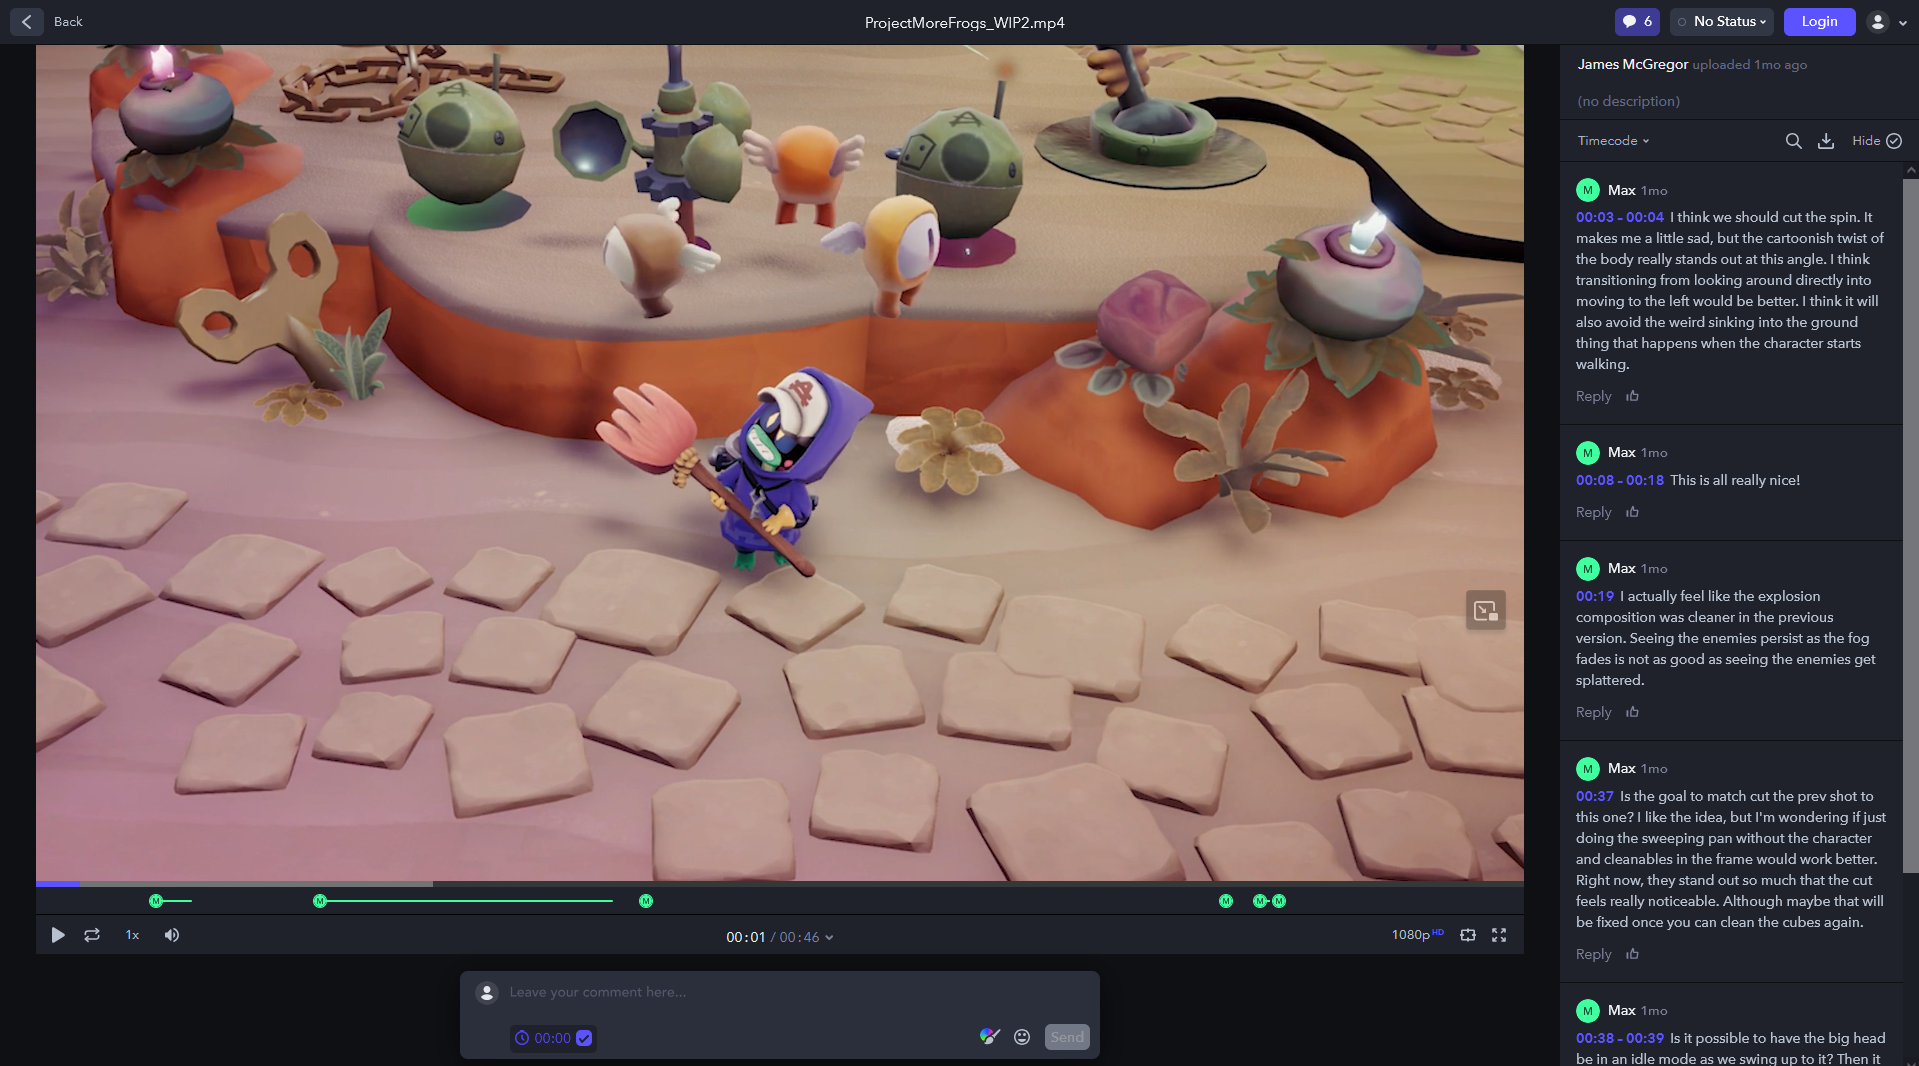 Back
ProjectMoreFrogs_WIP2.mp4
6
No Status
Login
James McGregor uploaded 1mo ago
(no description)
Timecode
Hide
M Max 1mo
00:03 - 00:04 I think we should cut the spin. It
makes me a little sad, but the cartoonish twist of
the body really stands out at this angle. I think
transitioning from looking around directly into
moving to the left would be better. I think it will
also avoid the weird sinking into the ground
thing that happens when the character starts
walking.
Reply
M Max 1mo
00:08 - 00:18 This is all really nice!
Reply
M Max 1mo
00:19 I actually feel like the explosion
composition was cleaner in the previous
version. Seeing the enemies persist as the fog
fades is not as good as seeing the enemies get
splattered.
Reply
M Max 1mo
00:37 Is the goal to match cut the prev shot to
this one? I like the idea, but I'm wondering if just
doing the sweeping pan without the character
and cleanables in the frame would work better.
Right now, they stand out so much that the cut
feels really noticeable. Although maybe that will
be fixed once you can clean the cubes again.
Reply
M Max 1mo
00:38 - 00:39 Is it possible to have the big head
be in an idle mode as we swing up to it? Then it
M M M M M M
1x
00:01 / 00:46
1080p HD
Leave your comment here...
00:00
Send